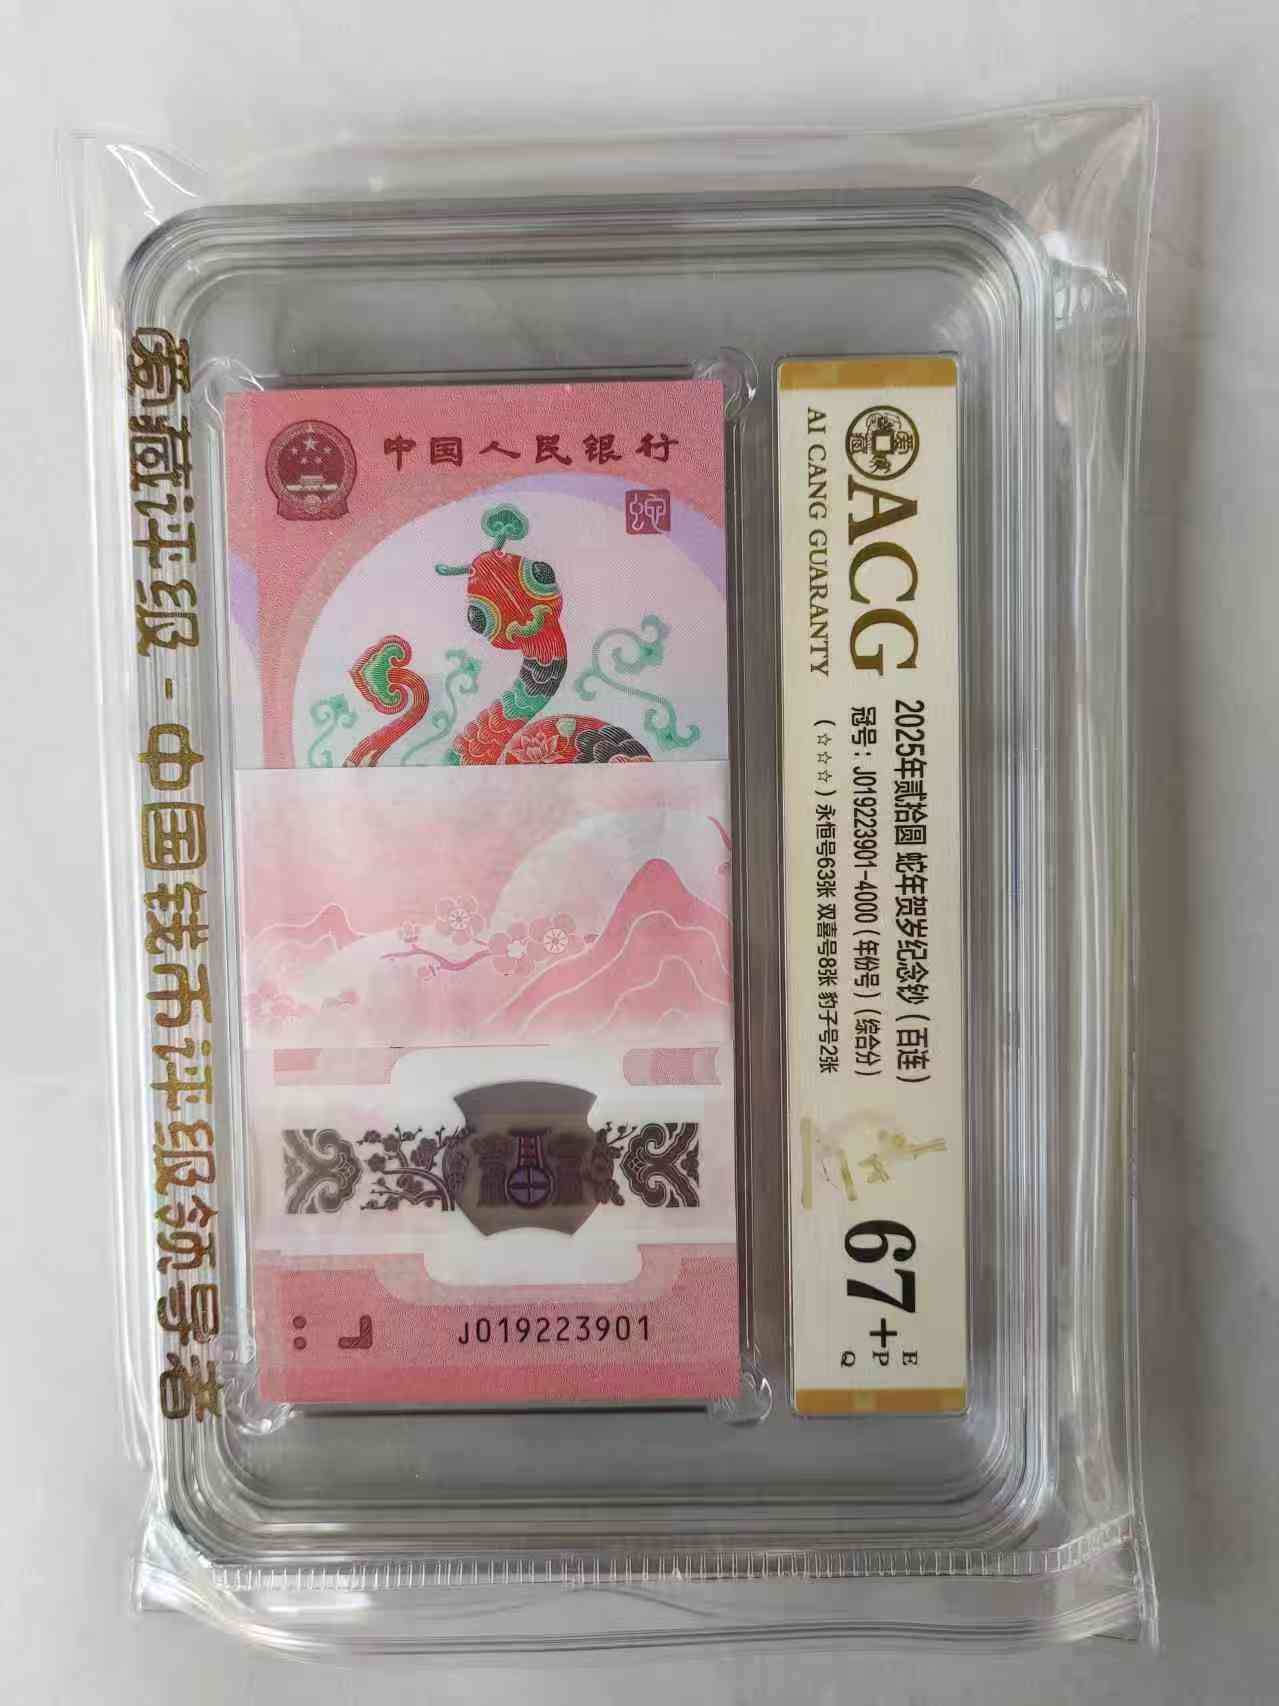 爱藏评级 - 中国钱币评级领导者
中国人民银行
蛇
J019223901
ACG
AI CANG GUARANTY
2025年贰拾圆 蛇年贺岁纪念钞（百连）
冠号：J019223901-4000（年份号）（综合分）
（☆☆☆）永恒号63张 双喜号8张 豹子号2张
67+
E
P
Q